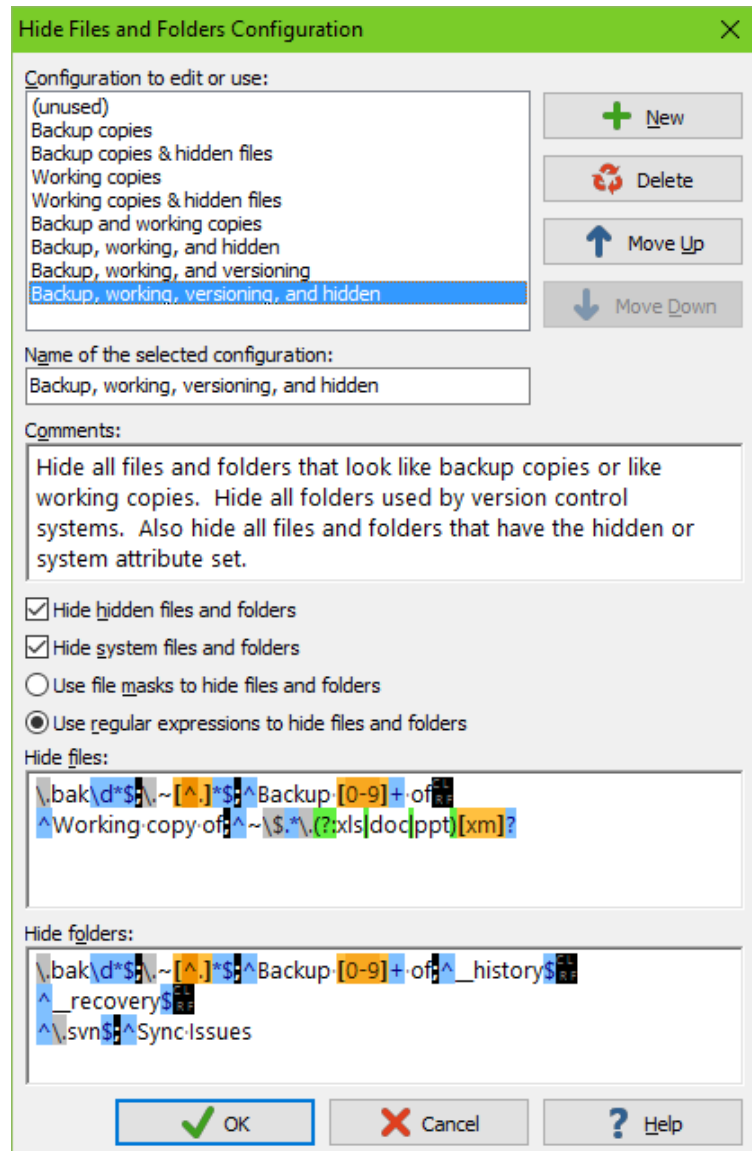 Hide Files and Folders Configuration
Configuration to edit or use:
(unused)
Backup copies
Backup copies & hidden files
Working copies
Working copies & hidden files
Backup and working copies
Backup, working, and hidden
Backup, working, and versioning
Backup, working, versioning, and hidden
New
Delete
Move Up
Move Down
Name of the selected configuration:
Backup, working, versioning, and hidden
Comments:
Hide all files and folders that look like backup copies or like
working copies.  Hide all folders used by version control
systems.  Also hide all files and folders that have the hidden or
system attribute set.
Hide hidden files and folders
Hide system files and folders
Use file masks to hide files and folders
Use regular expressions to hide files and folders
Hide files:
\.bak\d*$;\.~[^.]*$;^Backup·[0-9]+·ofCRLF
^Working·copy·of;^~\$.*\.(?:xls|doc|ppt)[xm]?
Hide folders:
\.bak\d*$;\.~[^.]*$;^Backup·[0-9]+·of;^__history$CRLF
^__recovery$CRLF
^\.svn$;^Sync·Issues
OK
Cancel
Help